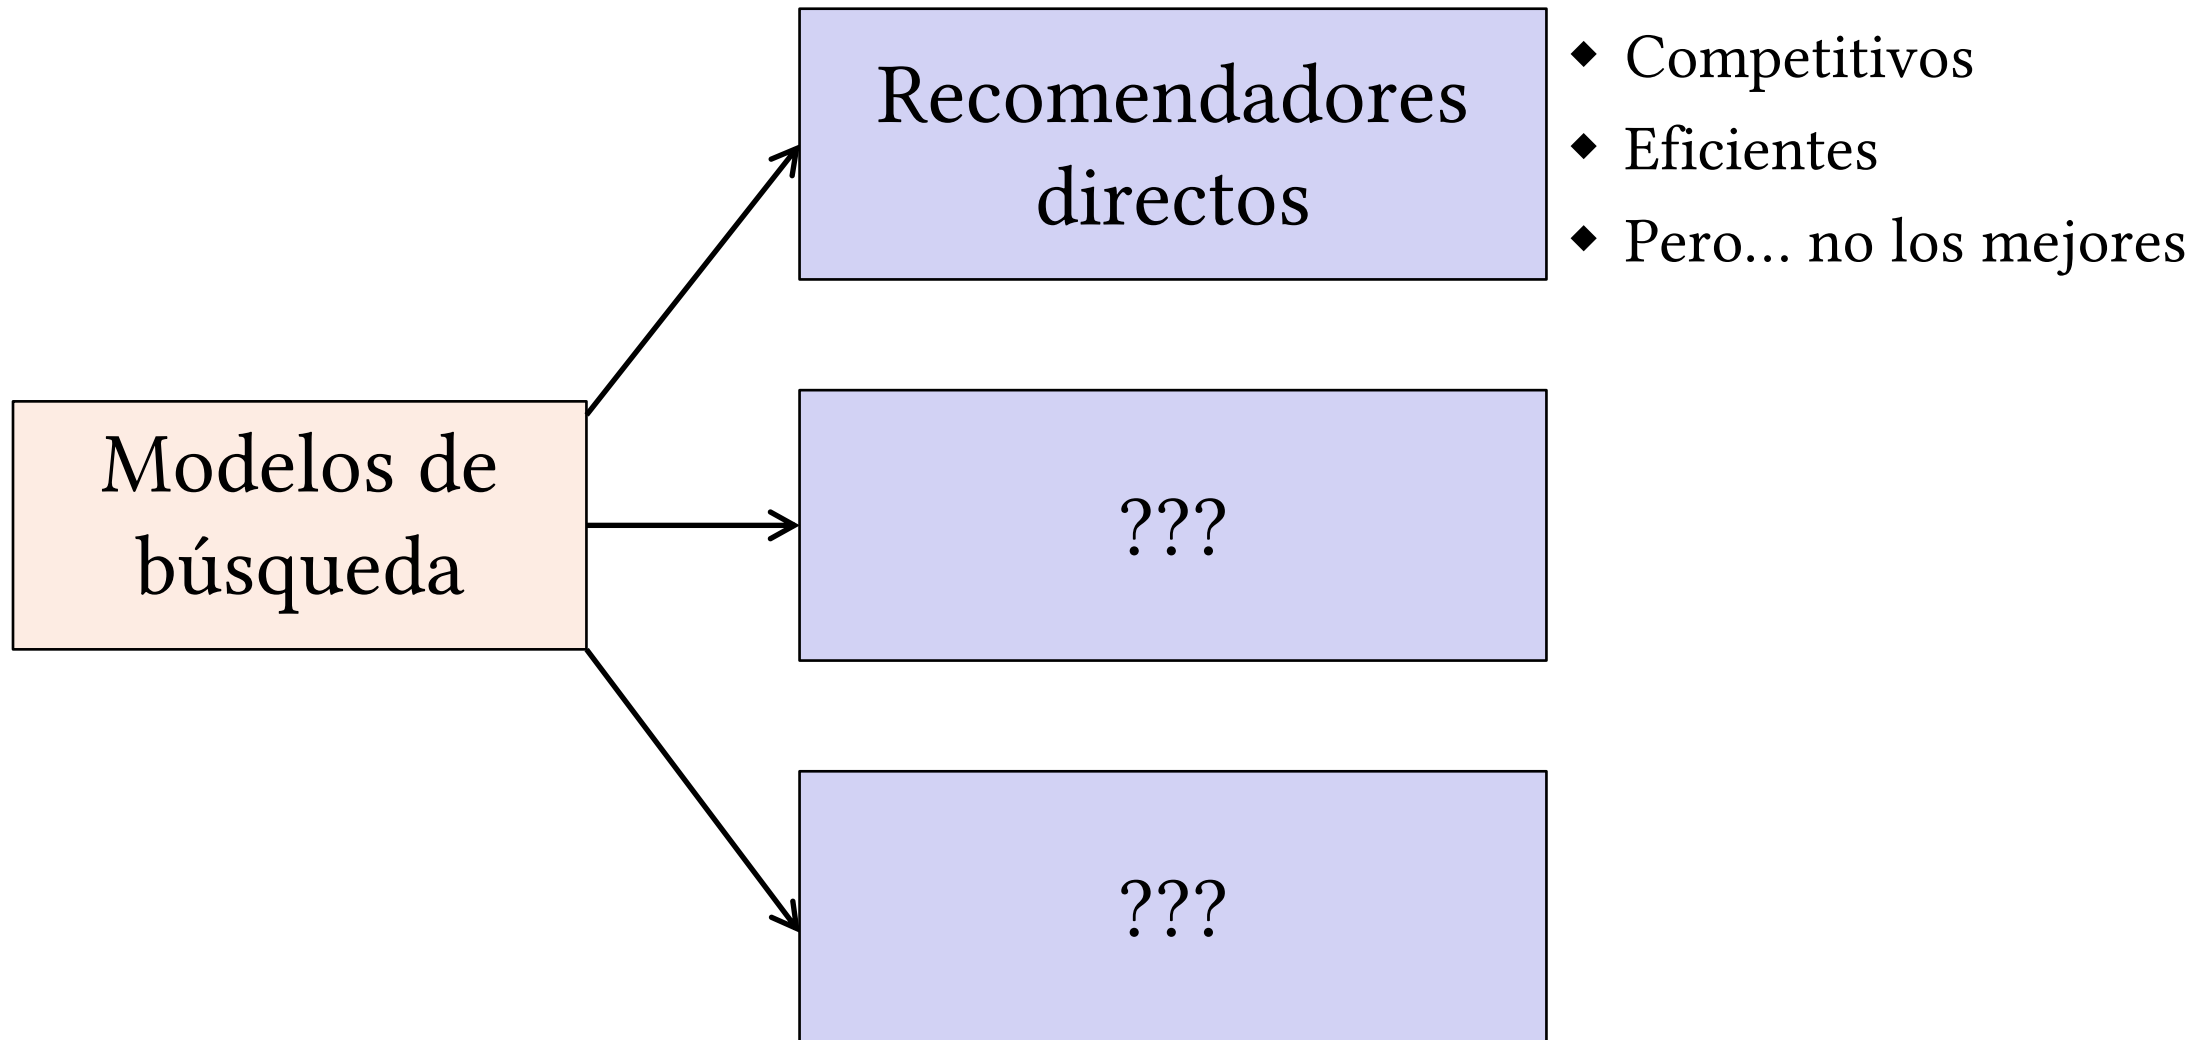 Recomendadores
directos
◆ Competitivos
◆ Eficientes
◆ Pero... no los mejores
Modelos de
búsqueda
???
???